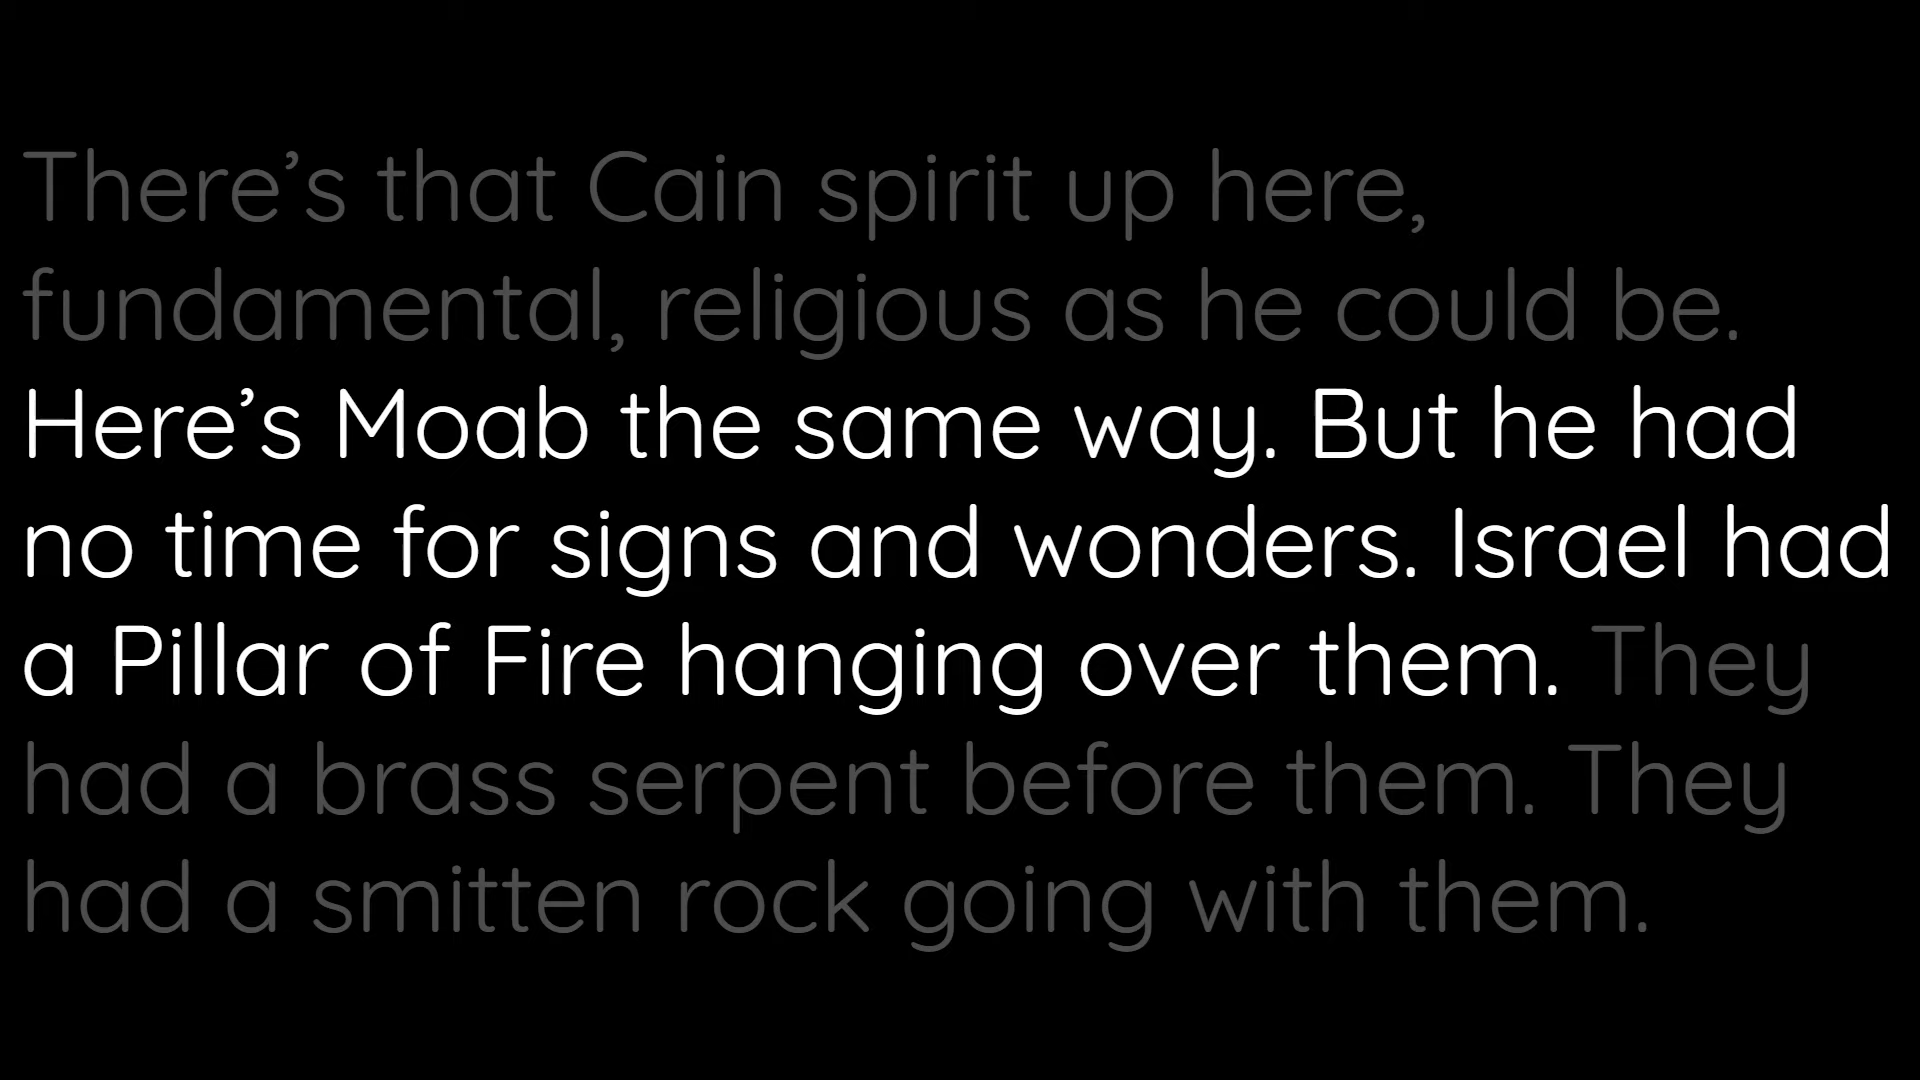 There’s that Cain spirit up here,
fundamental, religious as he could be.
Here’s Moab the same way. But he had
no time for signs and wonders. Israel had
a Pillar of Fire hanging over them. They
had a brass serpent before them. They
had a smitten rock going with them.